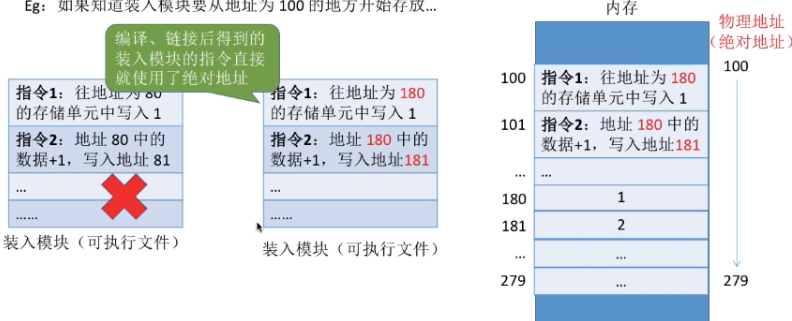 Eg：如果知道装入模块要从地址为 100 的地方开始存放…
编译、链接后得到的
装入模块的指令直接
就使用了绝对地址
指令1：往地址为 80
的存储单元中写入 1
指令2：地址 80 中的
数据+1，写入地址 81
…
……
装入模块（可执行文件）
指令1：往地址为 180
的存储单元中写入 1
指令2：地址 180 中的
数据+1，写入地址181
…
……
装入模块（可执行文件）
内存
物理地址
（绝对地址）
100
指令1：往地址为 180
的存储单元中写入 1
100
101
指令2：地址 180 中的
数据+1，写入地址181
…
…
180
1
181
2
…
…
279
…
279